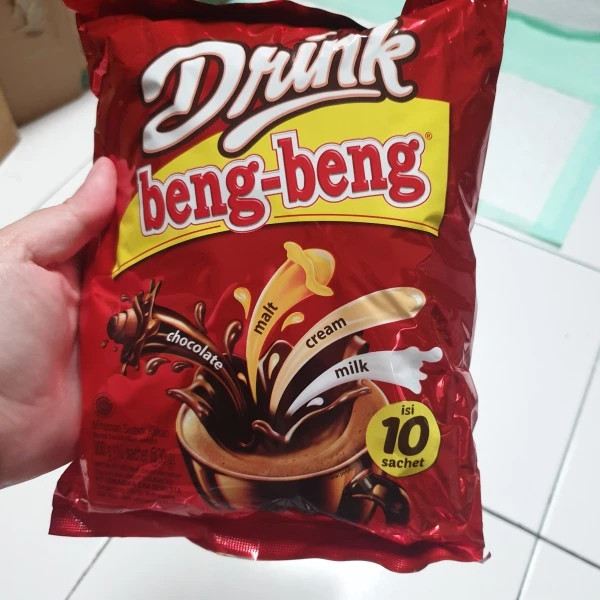 Drink
beng-beng®
malt
chocolate
cream
milk
isi
10
sachet